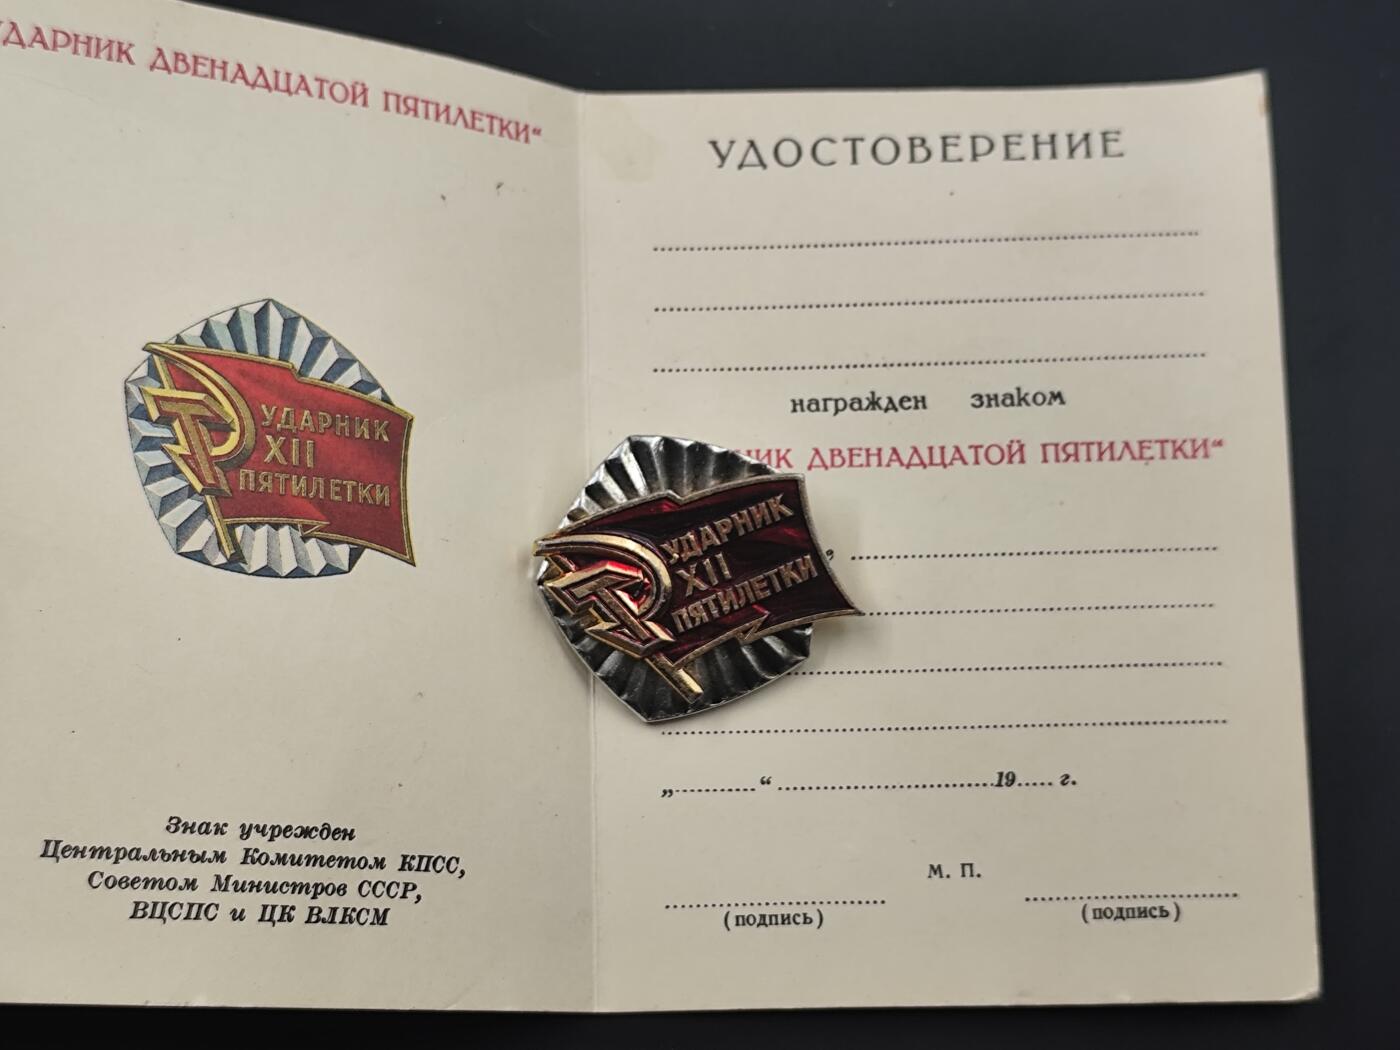 УДАРНИК ДВЕНАДЦАТОЙ ПЯТИЛЕТКИ“
УДАРНИК
XII
ПЯТИЛЕТКИ
Знак учрежден
Центральным Комитетом КПСС,
Советом Министров СССР,
ВЦСПС и ЦК ВЛКСМ
УДОСТОВЕРЕНИЕ
награжден знаком
НИК ДВЕНАДЦАТОЙ ПЯТИЛЕТКИ“
УДАРНИК
XII
ПЯТИЛЕТКИ
„..........“ ........................19..... г.
М. П.
(подпись) (подпись)